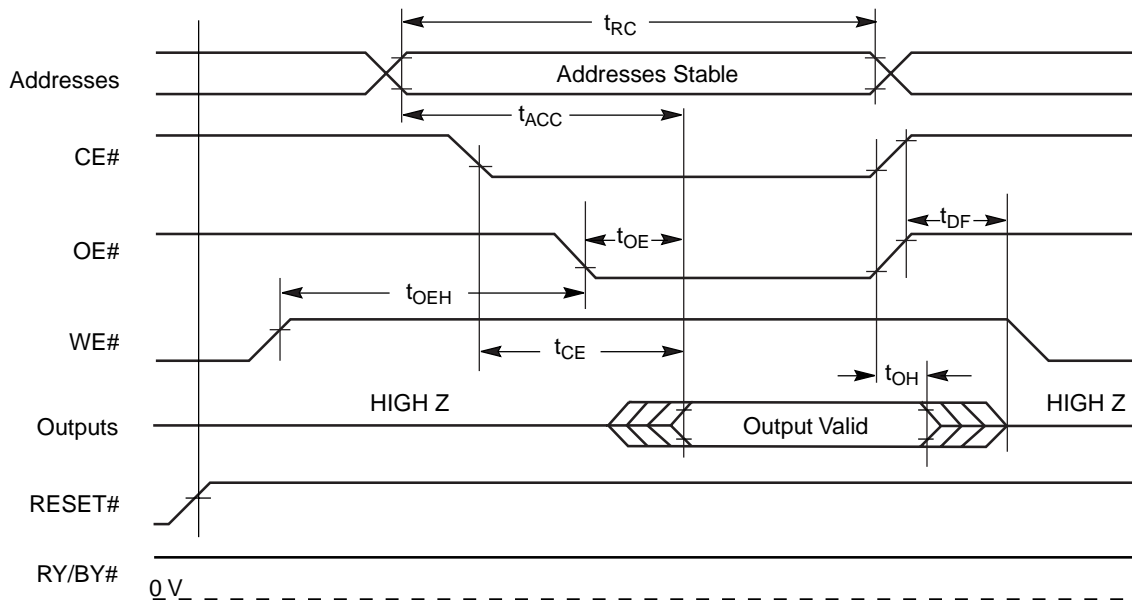 tRC
Addresses
Addresses Stable
tACC
CE#
tDF
OE#
tOE
tOEH
WE#
tCE
tOH
HIGH Z
HIGH Z
Outputs
Output Valid
RESET#
RY/BY#
0 V